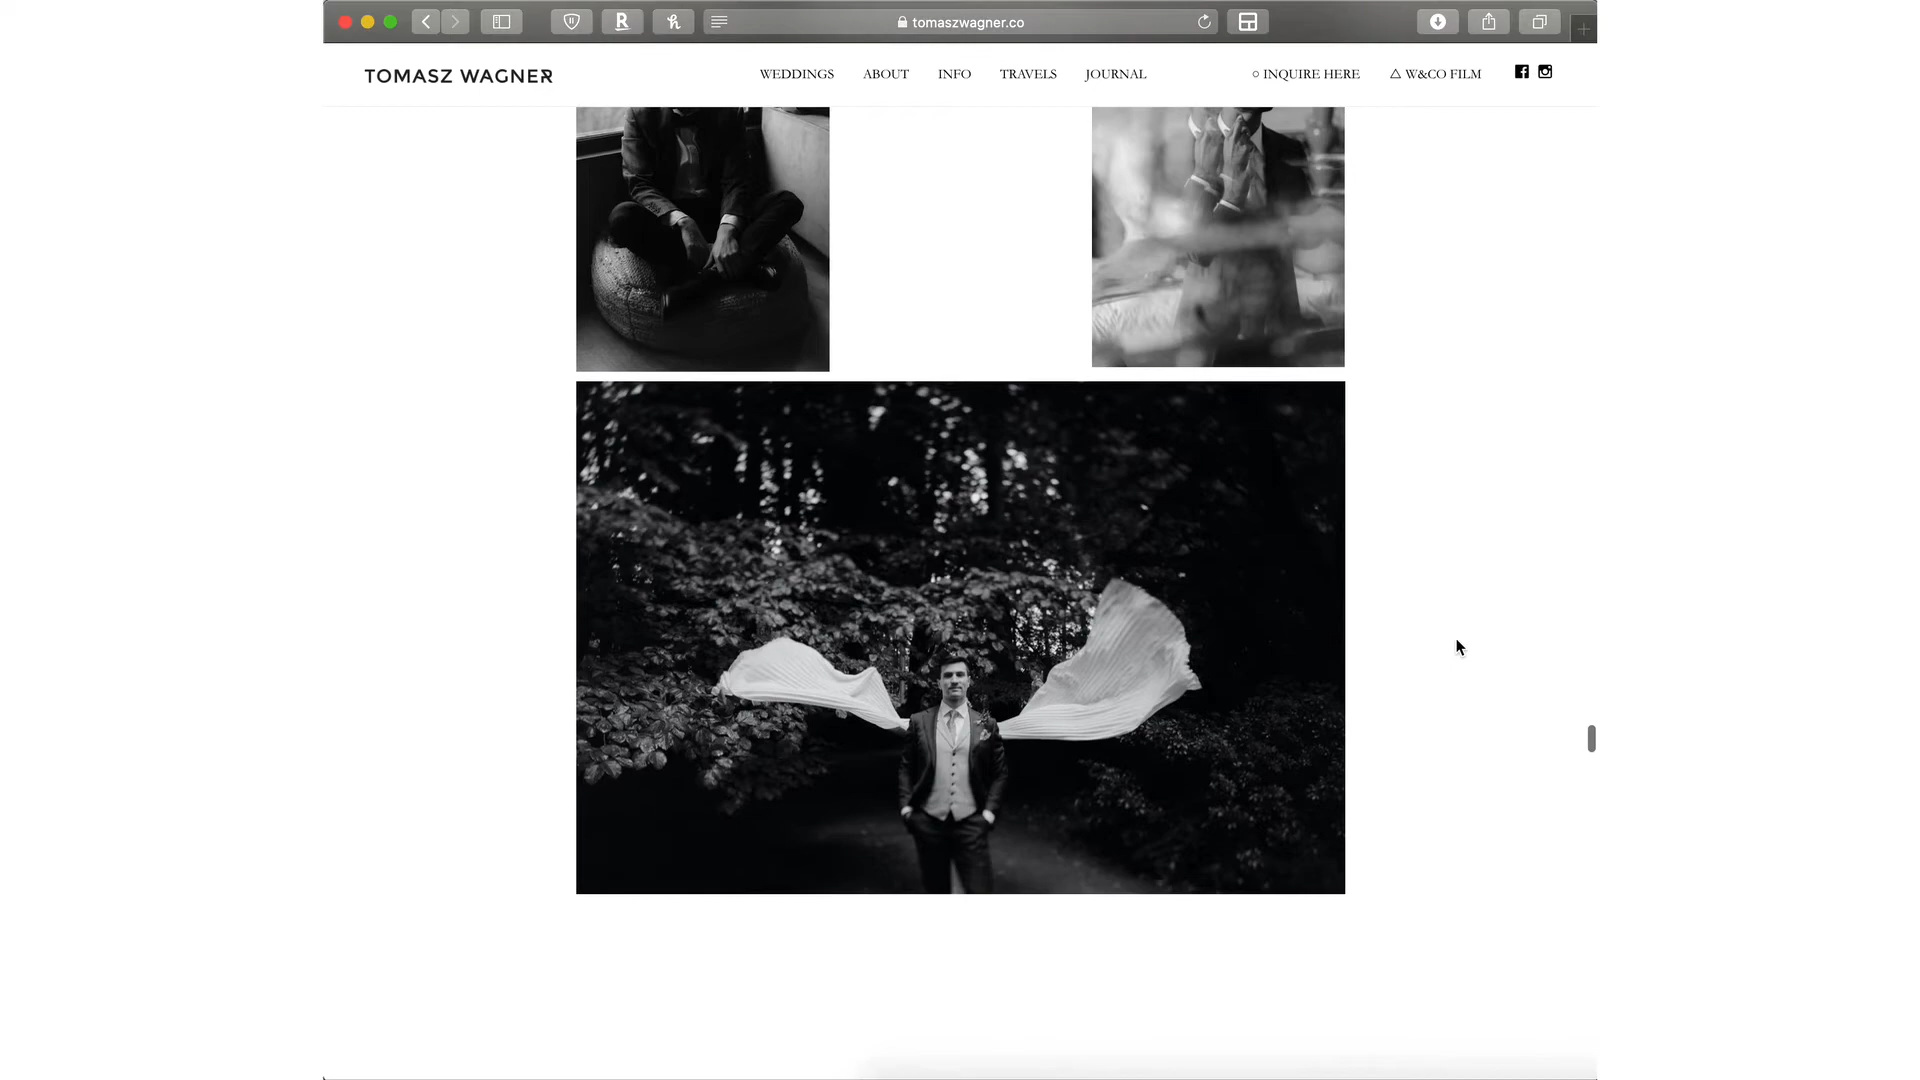 tomaszwagner.co
TOMASZ WAGNER
WEDDINGS ABOUT INFO TRAVELS JOURNAL ○ INQUIRE HERE △ W&CO FILM